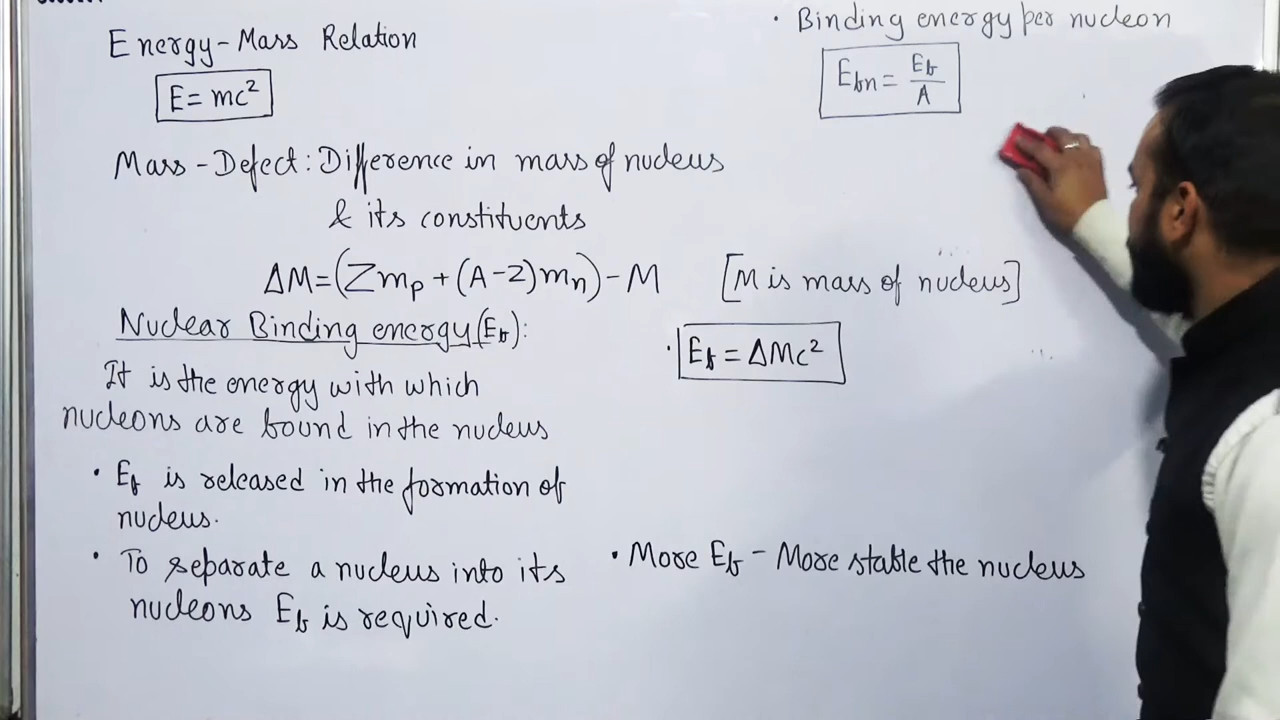 Energy-Mass Relation
E = mc²
Mass-Defect: Difference in mass of nucleus
& its constituents
ΔM = (Zmp + (A-Z)mn) - M [M is mass of nucleus]
Nuclear Binding energy (Eb):
It is the energy with which
nucleons are bound in the nucleus
· Eb is released in the formation of
nucleus.
· To separate a nucleus into its
nucleons Eb is required.
· Binding energy per nucleon
Ebn = Eb/A
· Eb = ΔMc²
· More Eb - More stable the nucleus